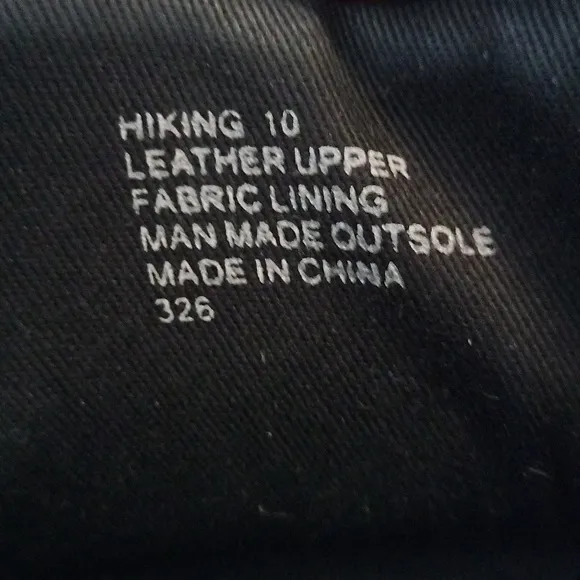 HIKING 10
LEATHER UPPER
FABRIC LINING
MAN MADE OUTSOLE
MADE IN CHINA
326